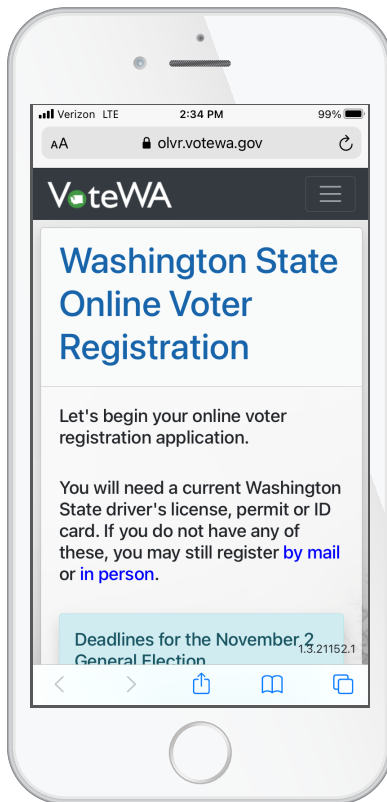 Verizon LTE 2:34 PM 99%
AA olvr.votewa.gov
VoteWA
Washington State
Online Voter
Registration
Let's begin your online voter
registration application.
You will need a current Washington
State driver's license, permit or ID
card. If you do not have any of
these, you may still register by mail
or in person.
Deadlines for the November 2
General Election
1.3.21152.1